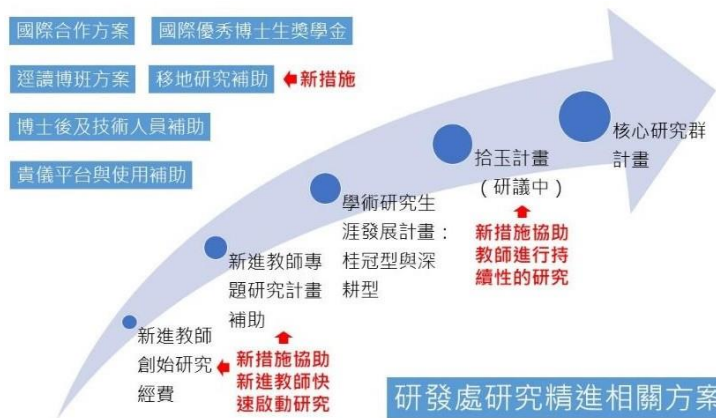 國際合作方案
國際優秀博士生獎學金
逕讀博班方案
移地研究補助
新措施
博士後及技術人員補助
貴儀平台與使用補助
核心研究群
計畫
拾玉計畫
(研議中)
新措施協助
教師進行持
續性的研究
學術研究生
涯發展計畫：
桂冠型與深
耕型
新進教師專
題研究計畫
補助
新措施協助
新進教師快
速啟動研究
新進教師
創始研究
經費
研發處研究精進相關方案